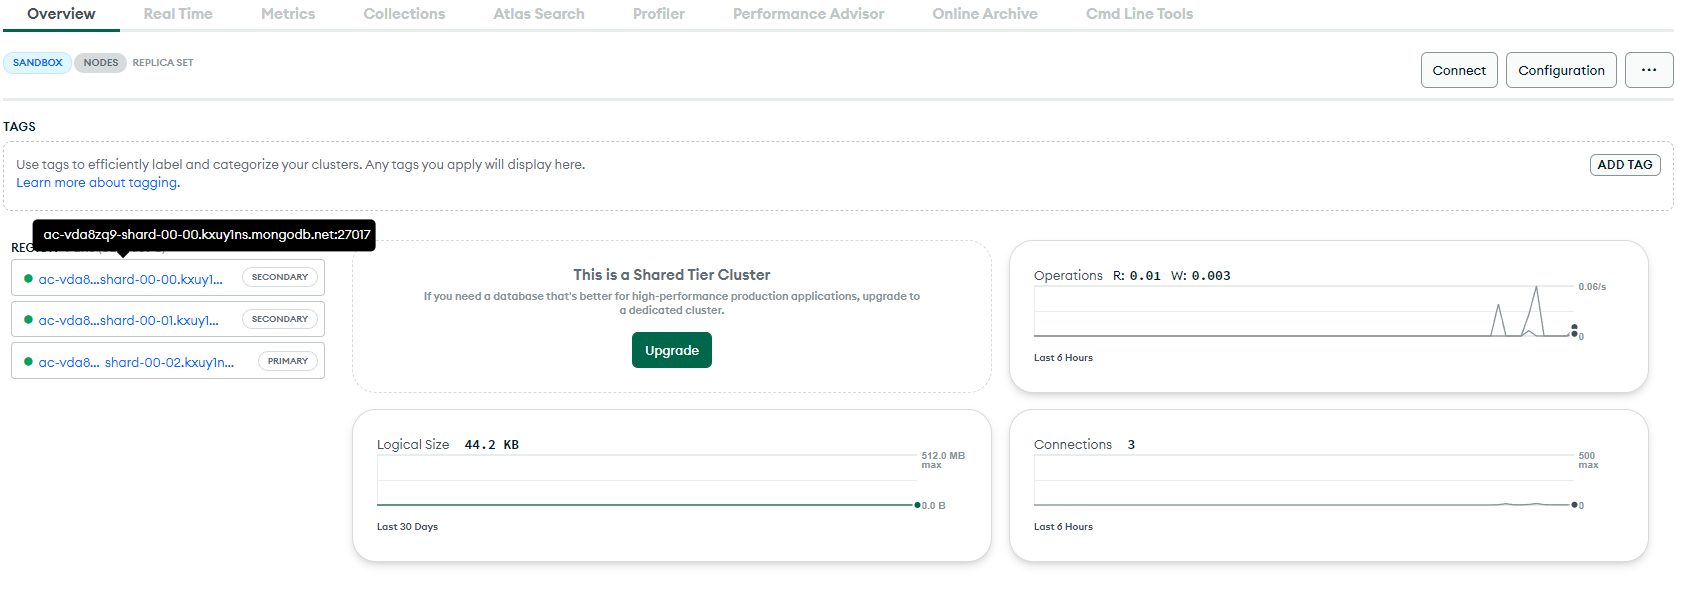 Overview Real Time Metrics Collections Atlas Search Profiler Performance Advisor Online Archive Cmd Line Tools
SANDBOX NODES REPLICA SET
Connect Configuration ...
TAGS
Use tags to efficiently label and categorize your clusters. Any tags you apply will display here.
Learn more about tagging.
ADD TAG
ac-vda8zq9-shard-00-00.kxuy1ns.mongodb.net:27017
ac-vda8...shard-00-00.kxuy1... SECONDARY
ac-vda8...shard-00-01.kxuy1... SECONDARY
ac-vda8... shard-00-02.kxuy1n... PRIMARY
This is a Shared Tier Cluster
If you need a database that's better for high-performance production applications, upgrade to
a dedicated cluster.
Upgrade
Operations R: 0.01 W: 0.003
0.06/s
0
Last 6 Hours
Logical Size 44.2 KB
512.0 MB
max
0.0 B
Last 30 Days
Connections 3
500
max
0
Last 6 Hours